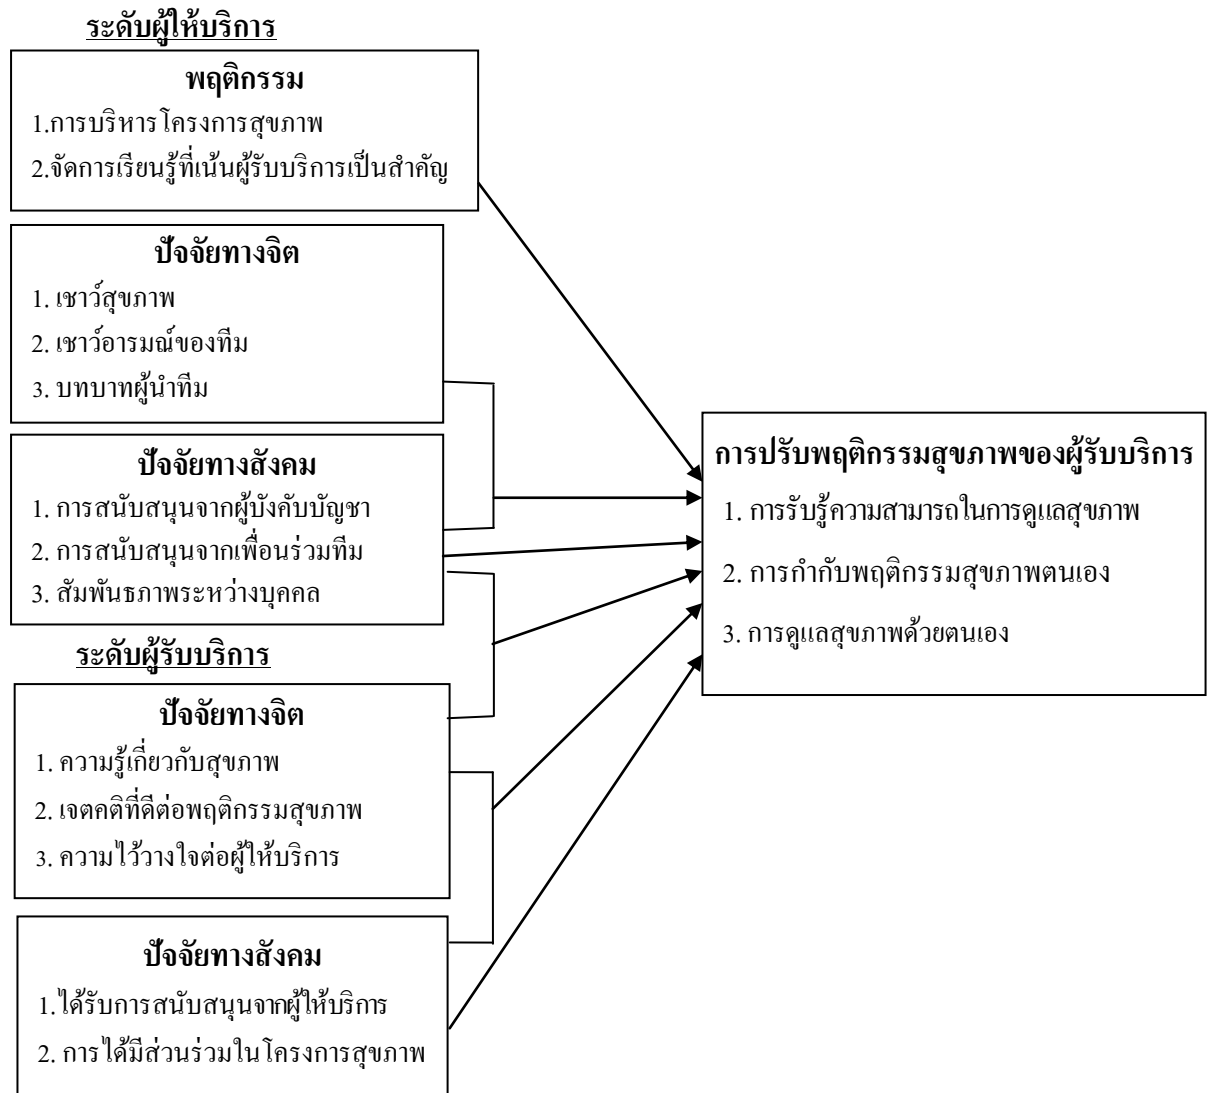 ระดับผู้ให้บริการ
พฤติกรรม
1.การบริหารโครงการสุขภาพ
2.จัดการเรียนรู้ที่เน้นผู้รับบริการเป็นสำคัญ
ปัจจัยทางจิต
1. เชาว์สุขภาพ
2. เชาว์อารมณ์ของทีม
3. บทบาทผู้นำทีม
ปัจจัยทางสังคม
1. การสนับสนุนจากผู้บังคับบัญชา
2. การสนับสนุนจากเพื่อนร่วมทีม
3. สัมพันธภาพระหว่างบุคคล
ระดับผู้รับบริการ
ปัจจัยทางจิต
1. ความรู้เกี่ยวกับสุขภาพ
2. เจตคติที่ดีต่อพฤติกรรมสุขภาพ
3. ความไว้วางใจต่อผู้ให้บริการ
ปัจจัยทางสังคม
1.ได้รับการสนับสนุนจากผู้ให้บริการ
2. การได้มีส่วนร่วมในโครงการสุขภาพ
การปรับพฤติกรรมสุขภาพของผู้รับบริการ
1. การรับรู้ความสามารถในการดูแลสุขภาพ
2. การกำกับพฤติกรรมสุขภาพตนเอง
3. การดูแลสุขภาพด้วยตนเอง